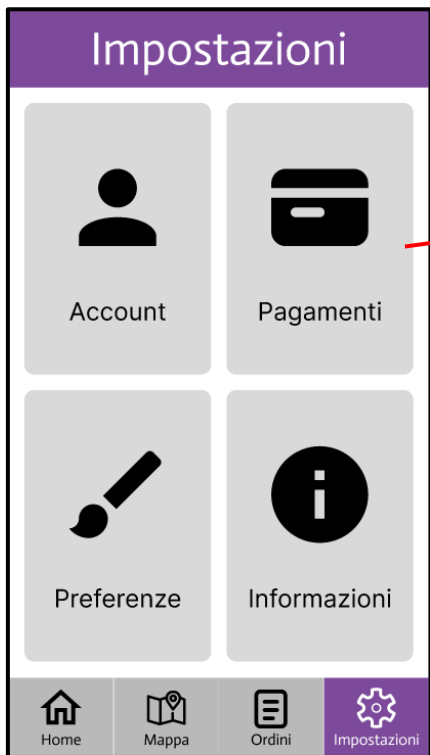 Impostazioni
Account
Pagamenti
Preferenze
Informazioni
Home
Mappa
Ordini
Impostazioni